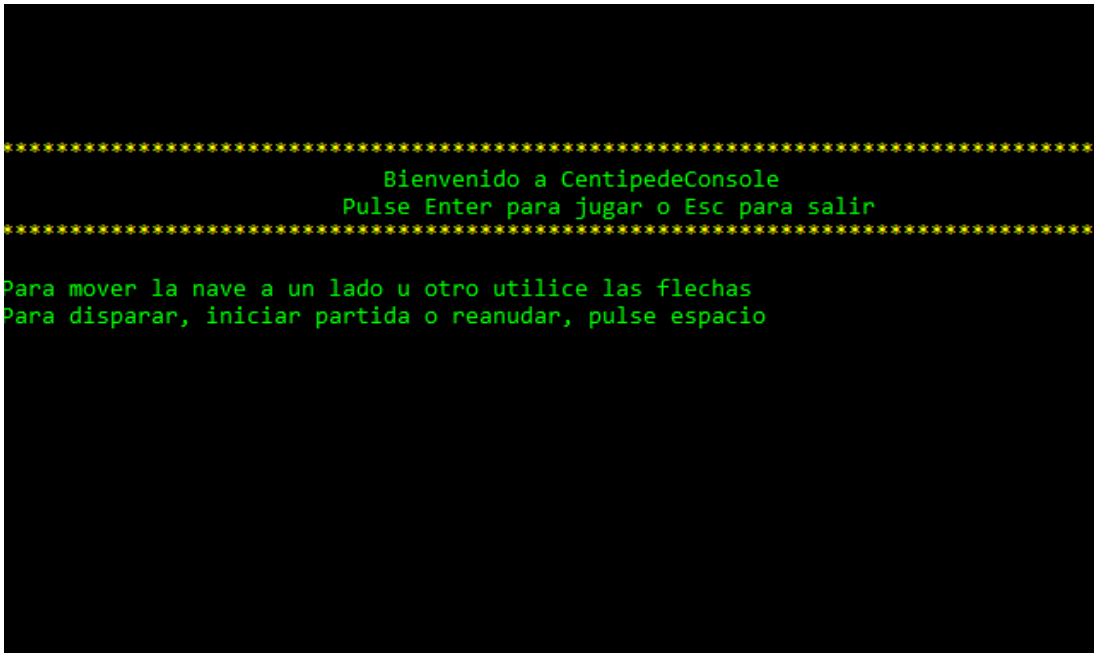 ********************************************************************************
Bienvenido a CentipedeConsole
Pulse Enter para jugar o Esc para salir
********************************************************************************
Para mover la nave a un lado u otro utilice las flechas
Para disparar, iniciar partida o reanudar, pulse espacio